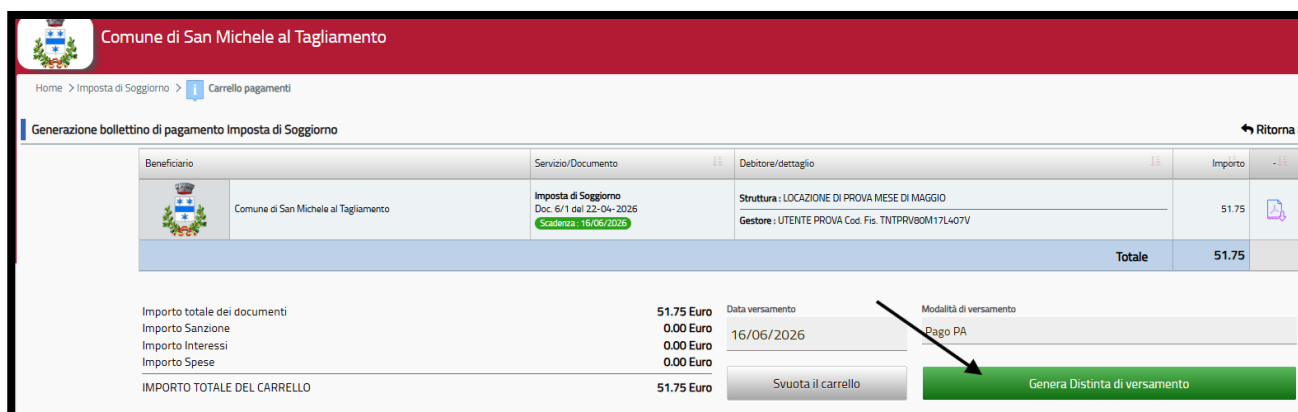 Comune di San Michele al Tagliamento
Home > Imposta di Soggiorno > i Carrello pagamenti
Generazione bollettino di pagamento Imposta di Soggiorno
Ritorna
Beneficiario Servizio/Documento Debitore/dettaglio Importo -
Comune di San Michele al Tagliamento
Imposta di Soggiorno
Doc. 6/1 del 22-04-2026
Scadenza : 16/06/2026
Struttura : LOCAZIONE DI PROVA MESE DI MAGGIO
Gestore : UTENTE PROVA Cod. Fis. TNTPRV80M17L407V
51.75
Totale 51.75
Importo totale dei documenti 51.75 Euro
Importo Sanzione 0.00 Euro
Importo Interessi 0.00 Euro
Importo Spese 0.00 Euro
IMPORTO TOTALE DEL CARRELLO 51.75 Euro
Data versamento
16/06/2026
Modalità di versamento
Pago PA
Svuota il carrello
Genera Distinta di versamento